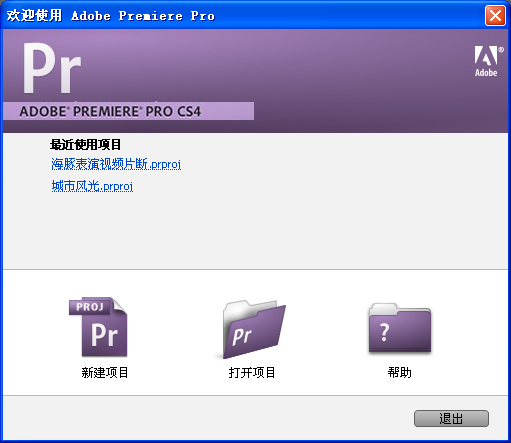 欢迎使用 Adobe Premiere Pro
Pr
Adobe®
ADOBE® PREMIERE® PRO CS4
最近使用项目
海豚表演视频片断.prproj
城市风光.prproj
PROJ
Pr
Pr
?
新建项目
打开项目
帮助
退出